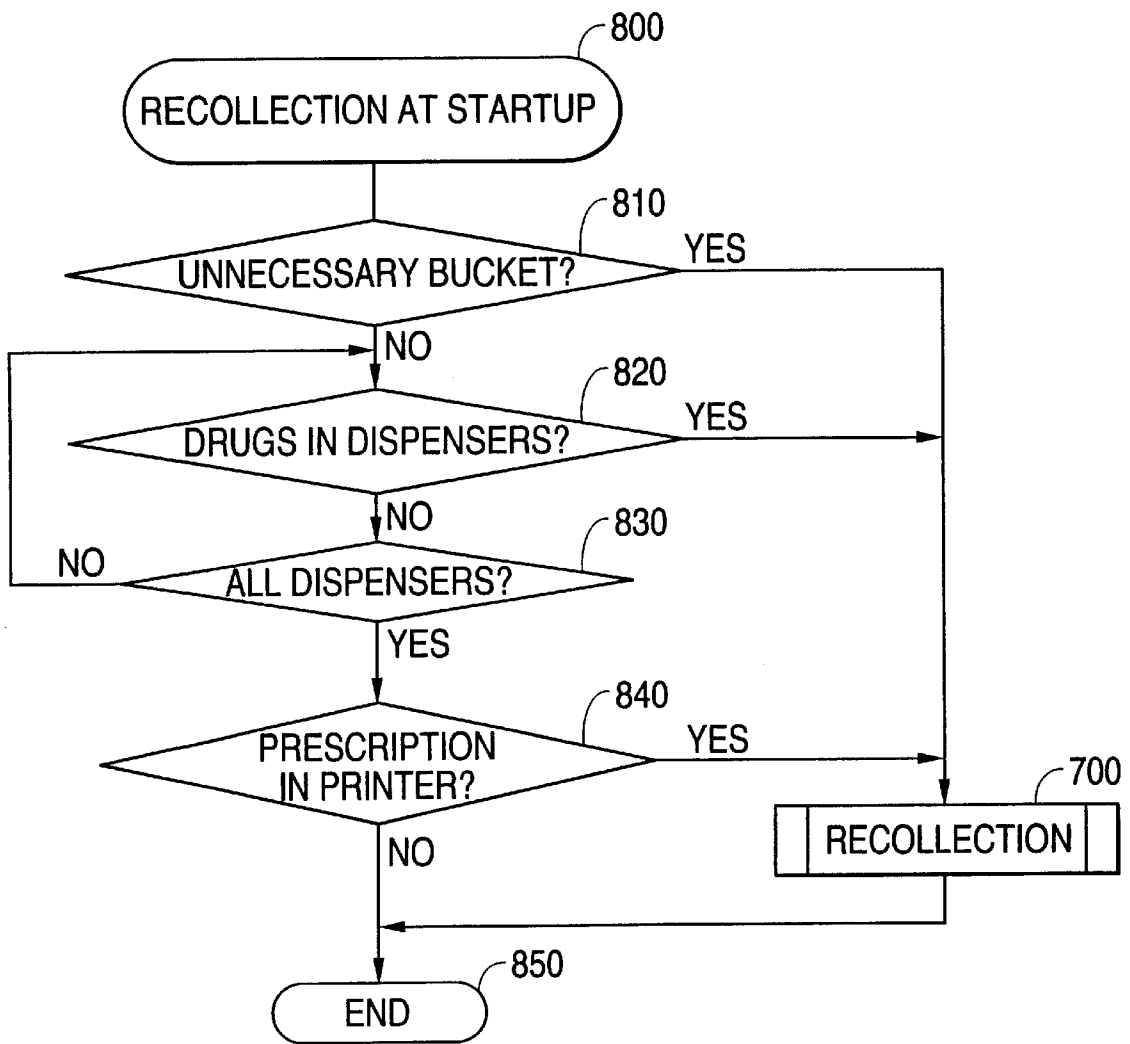 800
RECOLLECTION AT STARTUP
810
UNNECESSARY BUCKET?
YES
NO
820
DRUGS IN DISPENSERS?
YES
NO
830
ALL DISPENSERS?
NO
YES
840
PRESCRIPTION
IN PRINTER?
YES
NO
700
RECOLLECTION
850
END